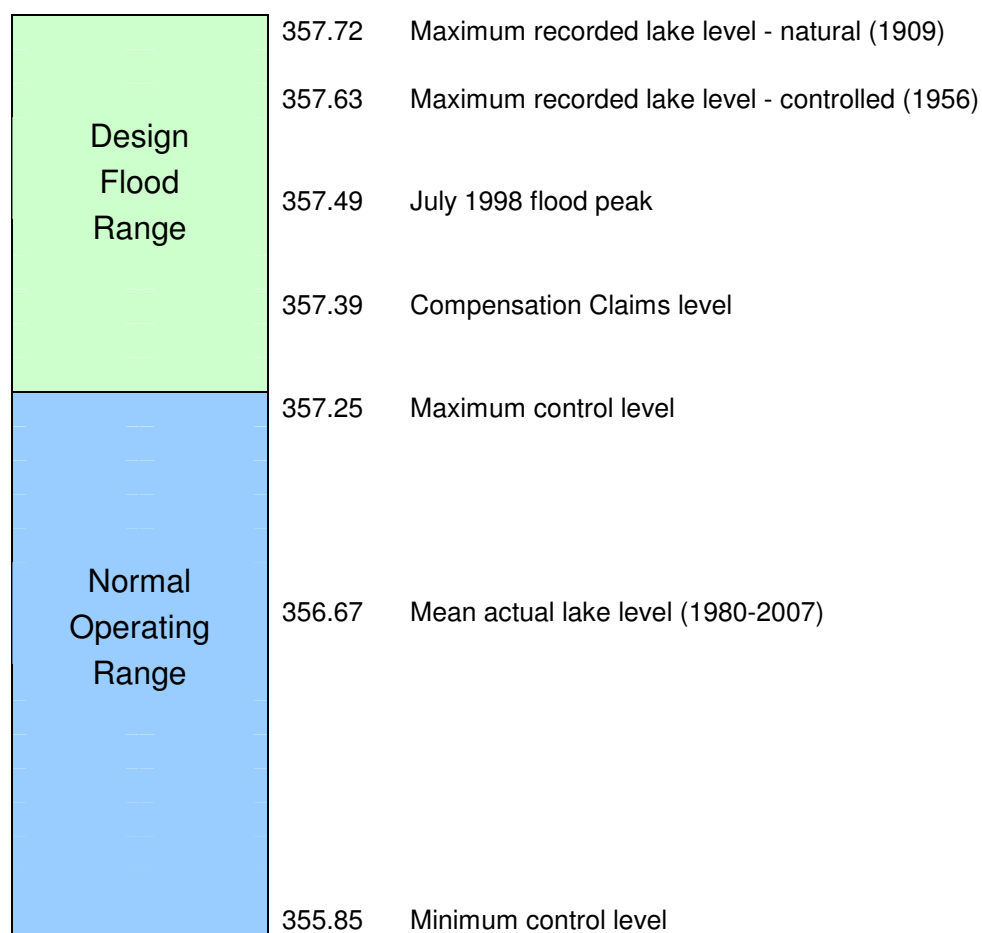 357.72 Maximum recorded lake level - natural (1909)
357.63 Maximum recorded lake level - controlled (1956)
Design
Flood
Range
357.49 July 1998 flood peak
357.39 Compensation Claims level
357.25 Maximum control level
Normal
Operating
Range
356.67 Mean actual lake level (1980-2007)
355.85 Minimum control level